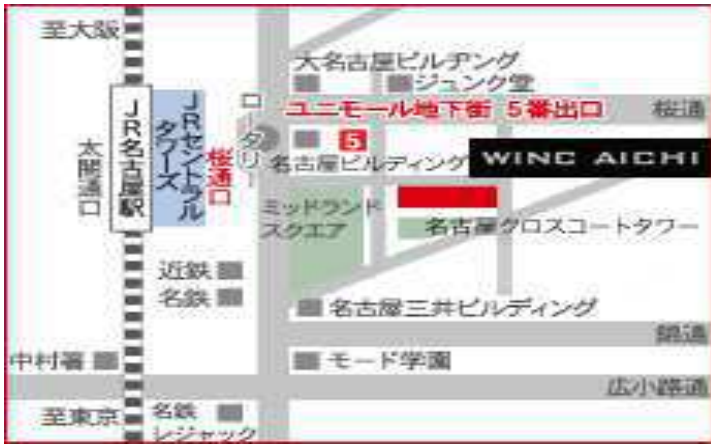 至大阪
大名古屋ビルヂング
ジュンク堂
ユニモール地下街 5番出口
桜通
ロータリー
JRセントラル
タワーズ
JR名古屋駅
太閤通口
桜通口
5
名古屋ビルディング
WINC AICHI
ミッドランド
スクエア
名古屋クロスコートタワー
近鉄
名鉄
名古屋三井ビルディング
錦通
中村署
モード学園
広小路通
至東京
名鉄
レジャック